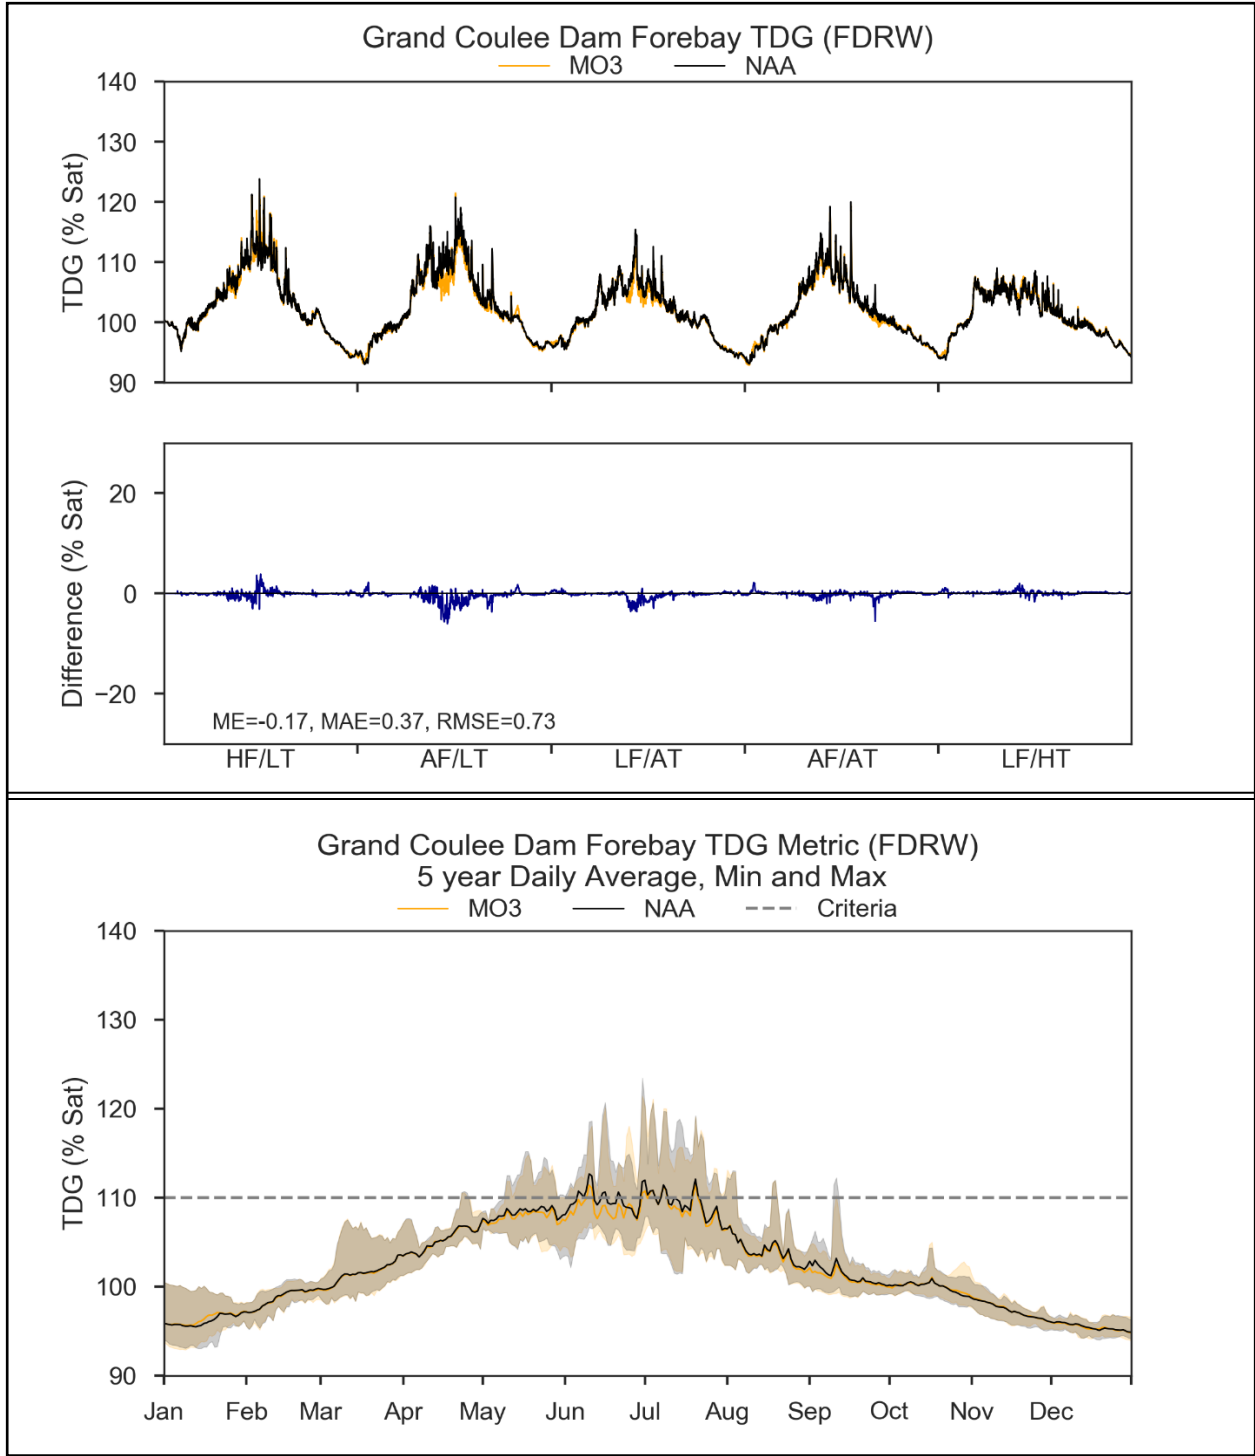 Grand Coulee Dam Forebay TDG (FDRW)
MO3 NAA
140
130
120
110
100
90
TDG (% Sat)
20
0
−20
Difference (% Sat)
ME=-0.17, MAE=0.37, RMSE=0.73
HF/LT AF/LT LF/AT AF/AT LF/HT
Grand Coulee Dam Forebay TDG Metric (FDRW)
5 year Daily Average, Min and Max
MO3 NAA Criteria
140
130
120
110
100
90
TDG (% Sat)
Jan Feb Mar Apr May Jun Jul Aug Sep Oct Nov Dec